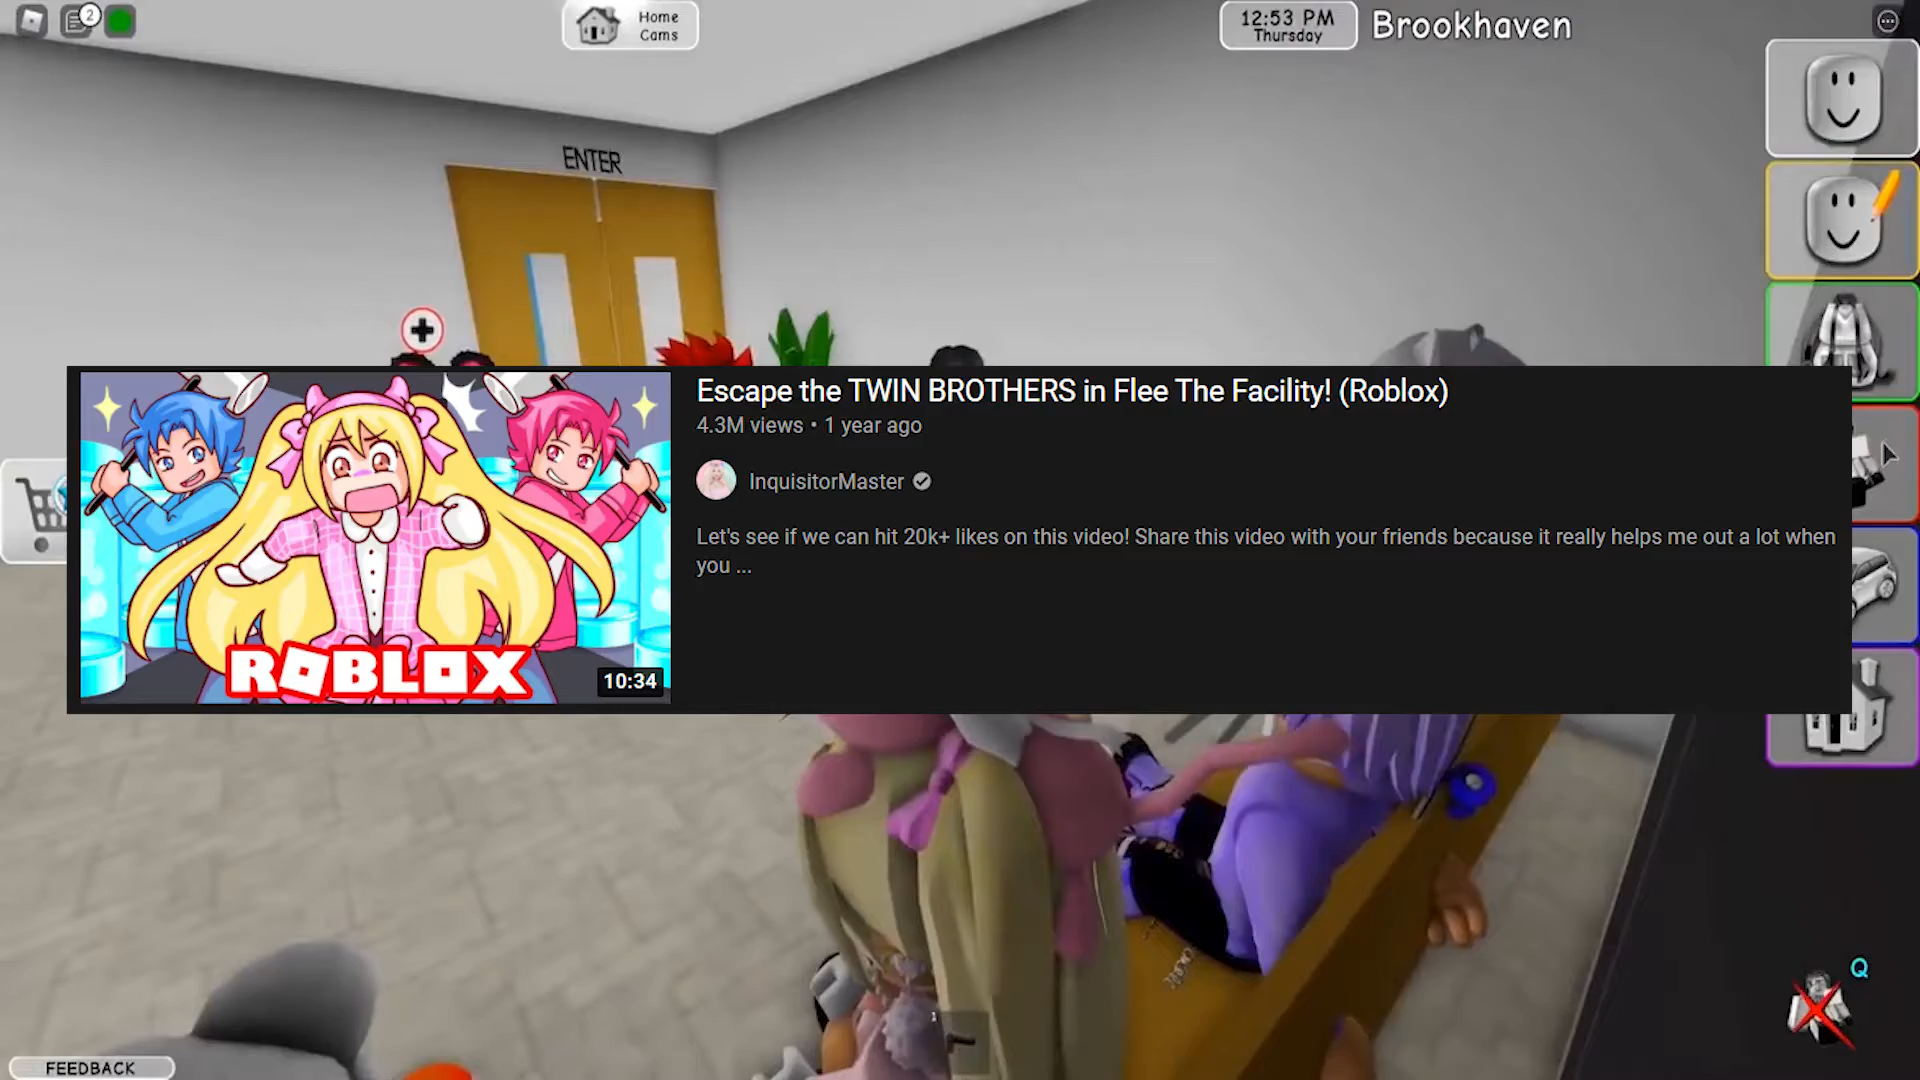 2
Home
Cams
12:53 PM
Thursday
Brookhaven
ENTER
Escape the TWIN BROTHERS in Flee The Facility! (Roblox)
4.3M views • 1 year ago
InquisitorMaster
Let's see if we can hit 20k+ likes on this video! Share this video with your friends because it really helps me out a lot when
you ...
ROBLOX
10:34
Q
1
FEEDBACK